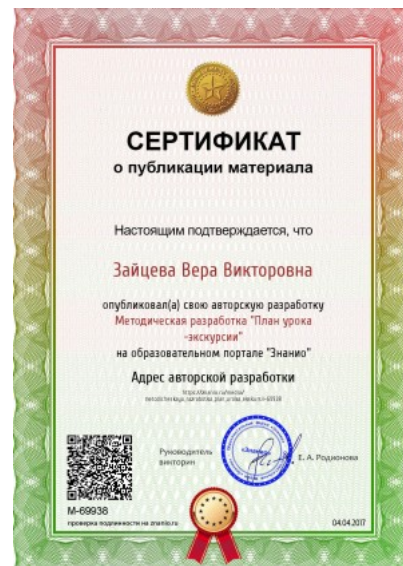 СЕРТИФИКАТ
о публикации материала
Настоящим подтверждается, что
Зайцева Вера Викторовна
опубликовал(а) свою авторскую разработку
Методическая разработка "План урока
-экскурсии"
на образовательном портале "Знанио"
Адрес авторской разработки
Руководитель
викторин
Е. А. Родионова
М-69938
проверка подлинности на znanio.ru
04.04.2017